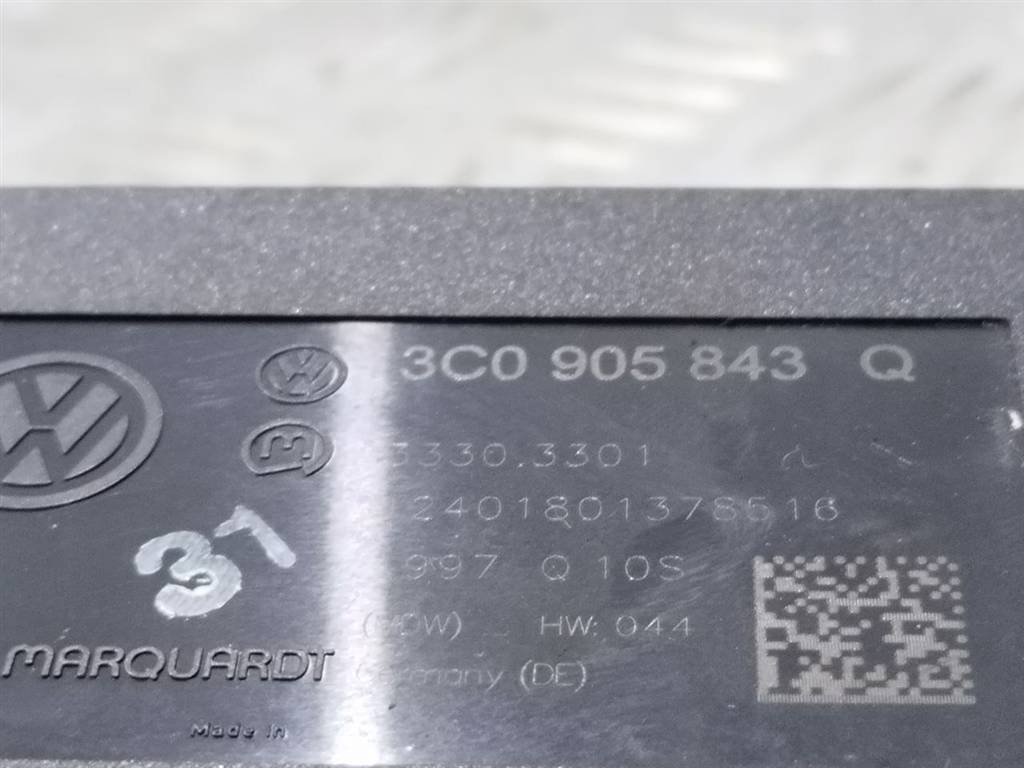 3C0 905 843 Q
3330.3301
2401801378516
997 Q 10S
HW: 044
MARQUARDT
Germany (DE)
Made in
31